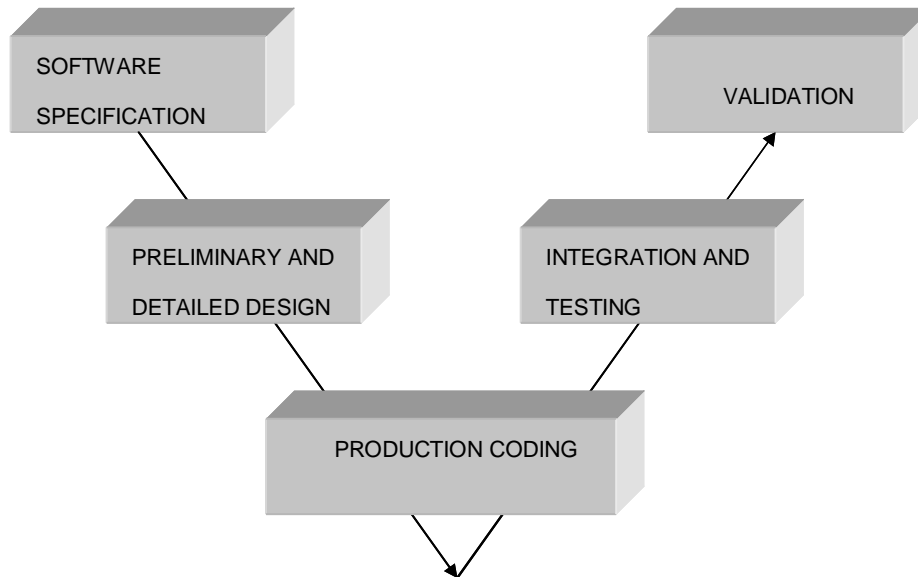 SOFTWARE
SPECIFICATION
VALIDATION
PRELIMINARY AND
DETAILED DESIGN
INTEGRATION AND
TESTING
PRODUCTION CODING